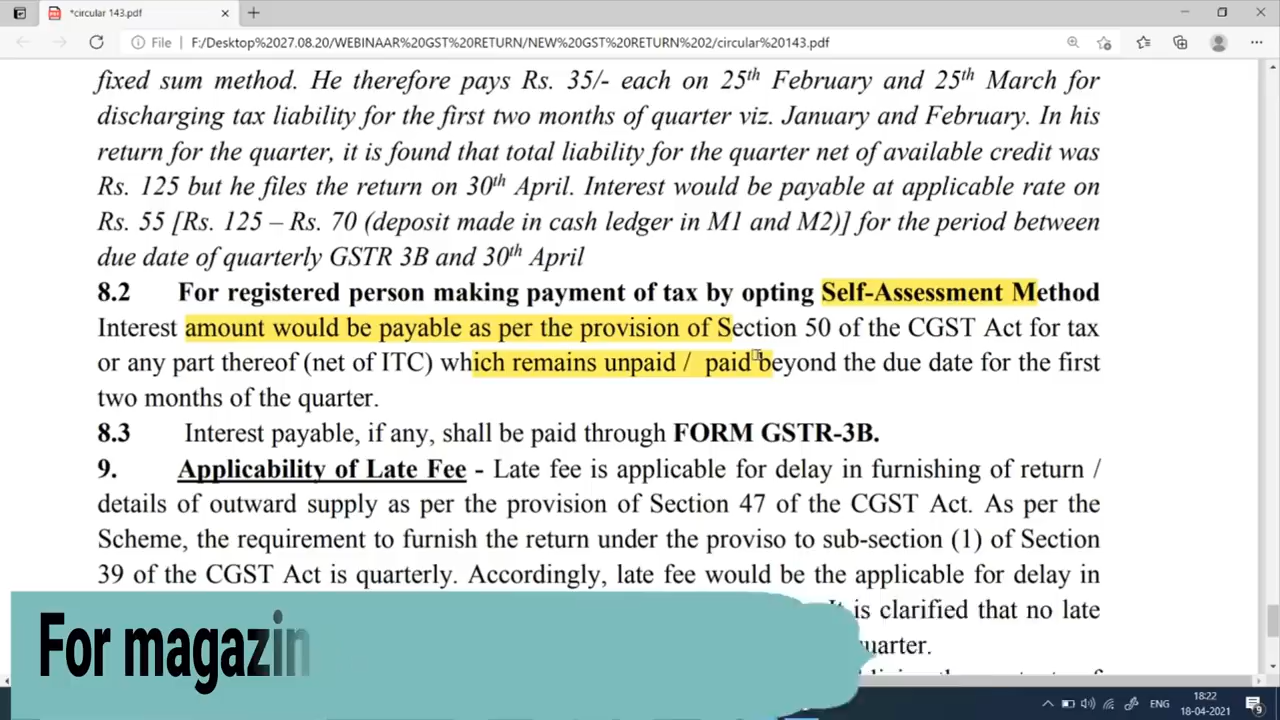 *circular 143.pdf
File
F:/Desktop%2027.08.20/WEBINAAR%20GST%20RETURN/NEW%20GST%20RETURN%202/circular%20143.pdf
fixed sum method. He therefore pays Rs. 35/- each on 25th February and 25th March for
discharging tax liability for the first two months of quarter viz. January and February. In his
return for the quarter, it is found that total liability for the quarter net of available credit was
Rs. 125 but he files the return on 30th April. Interest would be payable at applicable rate on
Rs. 55 [Rs. 125 – Rs. 70 (deposit made in cash ledger in M1 and M2)] for the period between
due date of quarterly GSTR 3B and 30th April
8.2 For registered person making payment of tax by opting Self-Assessment Method
Interest amount would be payable as per the provision of Section 50 of the CGST Act for tax
or any part thereof (net of ITC) which remains unpaid / paid beyond the due date for the first
two months of the quarter.
8.3 Interest payable, if any, shall be paid through FORM GSTR-3B.
9. Applicability of Late Fee - Late fee is applicable for delay in furnishing of return /
details of outward supply as per the provision of Section 47 of the CGST Act. As per the
Scheme, the requirement to furnish the return under the proviso to sub-section (1) of Section
39 of the CGST Act is quarterly. Accordingly, late fee would be the applicable for delay in
It is clarified that no late
quarter.
For magazin
ENG
18:22
18-04-2021